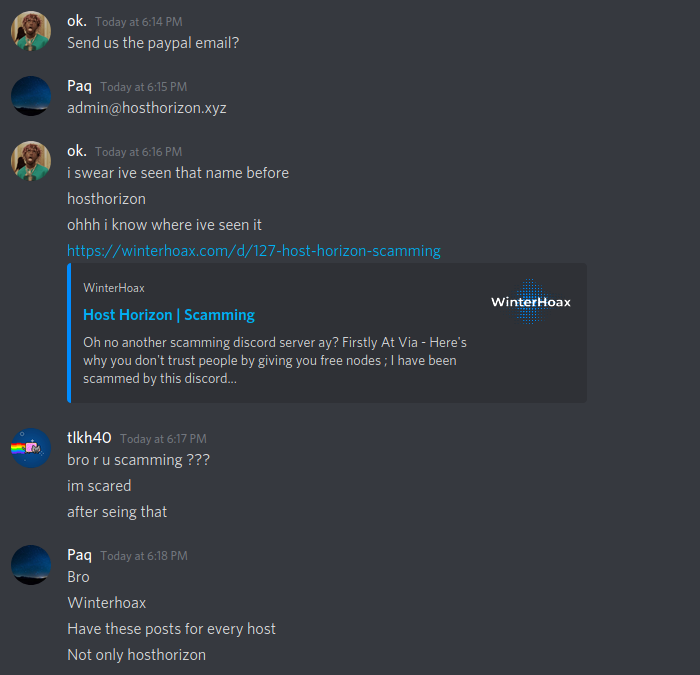 ok. Today at 6:14 PM
Send us the paypal email?
Paq Today at 6:15 PM
admin@hosthorizon.xyz
ok. Today at 6:16 PM
i swear ive seen that name before
hosthorizon
ohhh i know where ive seen it
https://winterhoax.com/d/127-host-horizon-scamming
WinterHoax
WinterHoax
Host Horizon | Scamming
Oh no another scamming discord server ay? Firstly At Via - Here's
why you don't trust people by giving you free nodes ; I have been
scammed by this discord...
tlkh40 Today at 6:17 PM
bro r u scamming ???
im scared
after seing that
Paq Today at 6:18 PM
Bro
Winterhoax
Have these posts for every host
Not only hosthorizon